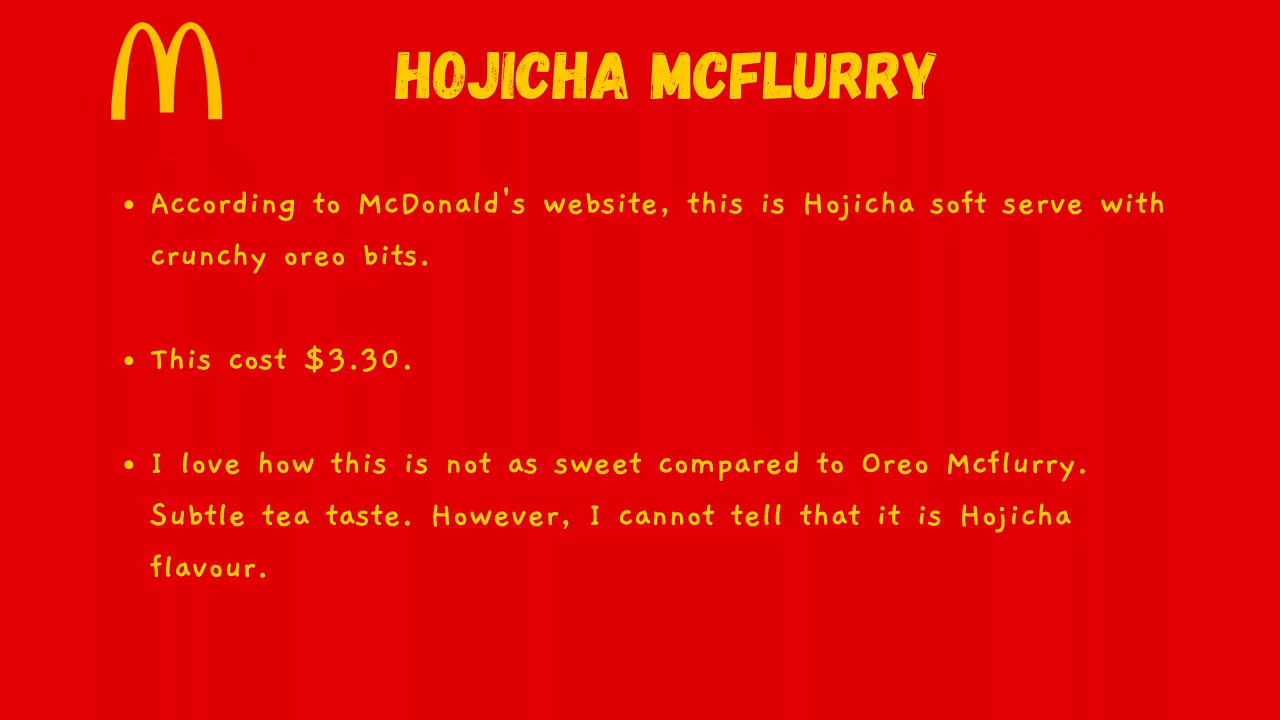 HOJICHA MCFLURRY
• According to McDonald's website, this is Hojicha soft serve with
crunchy oreo bits.
• This cost $3.30.
• I love how this is not as sweet compared to Oreo Mcflurry.
Subtle tea taste. However, I cannot tell that it is Hojicha
flavour.